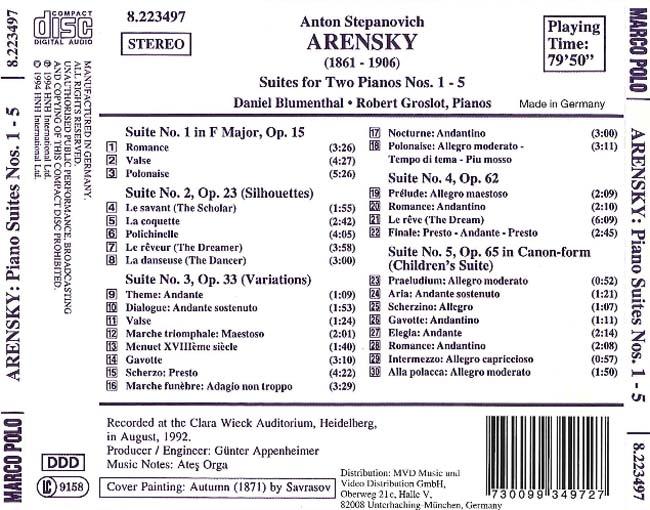 8.223497
ARENSKY: Piano Suites Nos. 1 - 5
MARCO POLO
COMPACT
disc
DIGITAL AUDIO
8.223497
STEREO
Anton Stepanovich
ARENSKY
(1861 - 1906)
Suites for Two Pianos Nos. 1 - 5
Daniel Blumenthal • Robert Groslot, Pianos
Playing
Time:
79'50"
Made in Germany
MANUFACTURED IN GERMANY.
ALL RIGHTS RESERVED.
UNAUTHORISED PUBLIC PERFORMANCE, BROADCASTING
AND COPYING OF THIS COMPACT DISC PROHIBITED.
℗ 1994 HNH International Ltd.
© 1994 HNH International Ltd.
Suite No. 1 in F Major, Op. 15
1 Romance (3:26)
2 Valse (4:27)
3 Polonaise (5:26)
Suite No. 2, Op. 23 (Silhouettes)
4 Le savant (The Scholar) (1:55)
5 La coquette (2:42)
6 Polichinelle (4:05)
7 Le rêveur (The Dreamer) (3:58)
8 La danseuse (The Dancer) (3:00)
Suite No. 3, Op. 33 (Variations)
9 Theme: Andante (1:09)
10 Dialogue: Andante sostenuto (1:53)
11 Valse (1:24)
12 Marche triomphale: Maestoso (2:01)
13 Menuet XVIIIème siècle (1:40)
14 Gavotte (3:10)
15 Scherzo: Presto (4:22)
16 Marche funèbre: Adagio non troppo (3:29)
17 Nocturne: Andantino (3:00)
18 Polonaise: Allegro moderato - (3:11)
Tempo di tema - Piu mosso
Suite No. 4, Op. 62
19 Prélude: Allegro maestoso (2:09)
20 Romance: Andantino (2:10)
21 Le rêve (The Dream) (6:09)
22 Finale: Presto - Andante - Presto (2:45)
Suite No. 5, Op. 65 in Canon-form
(Children's Suite)
23 Praeludium: Allegro moderato (0:52)
24 Aria: Andante sostenuto (1:21)
25 Scherzino: Allegro (1:07)
26 Gavotte: Andantino (1:11)
27 Elegia: Andante (2:14)
28 Romance: Andantino (2:08)
29 Intermezzo: Allegro capriccioso (0:57)
30 Alla polacca: Allegro moderato (1:50)
DDD
LC 9158
Recorded at the Clara Wieck Auditorium, Heidelberg,
in August, 1992.
Producer / Engineer: Günter Appenheimer
Music Notes: Ateş Orga
Cover Painting: Autumn (1871) by Savrasov
Distribution: MVD Music und
Video Distribution GmbH,
Oberweg 21c, Halle V.
82008 Unterhaching-München, Germany
7 30099 34972 7
MARCO POLO
ARENSKY: Piano Suites Nos. 1 - 5
8.223497